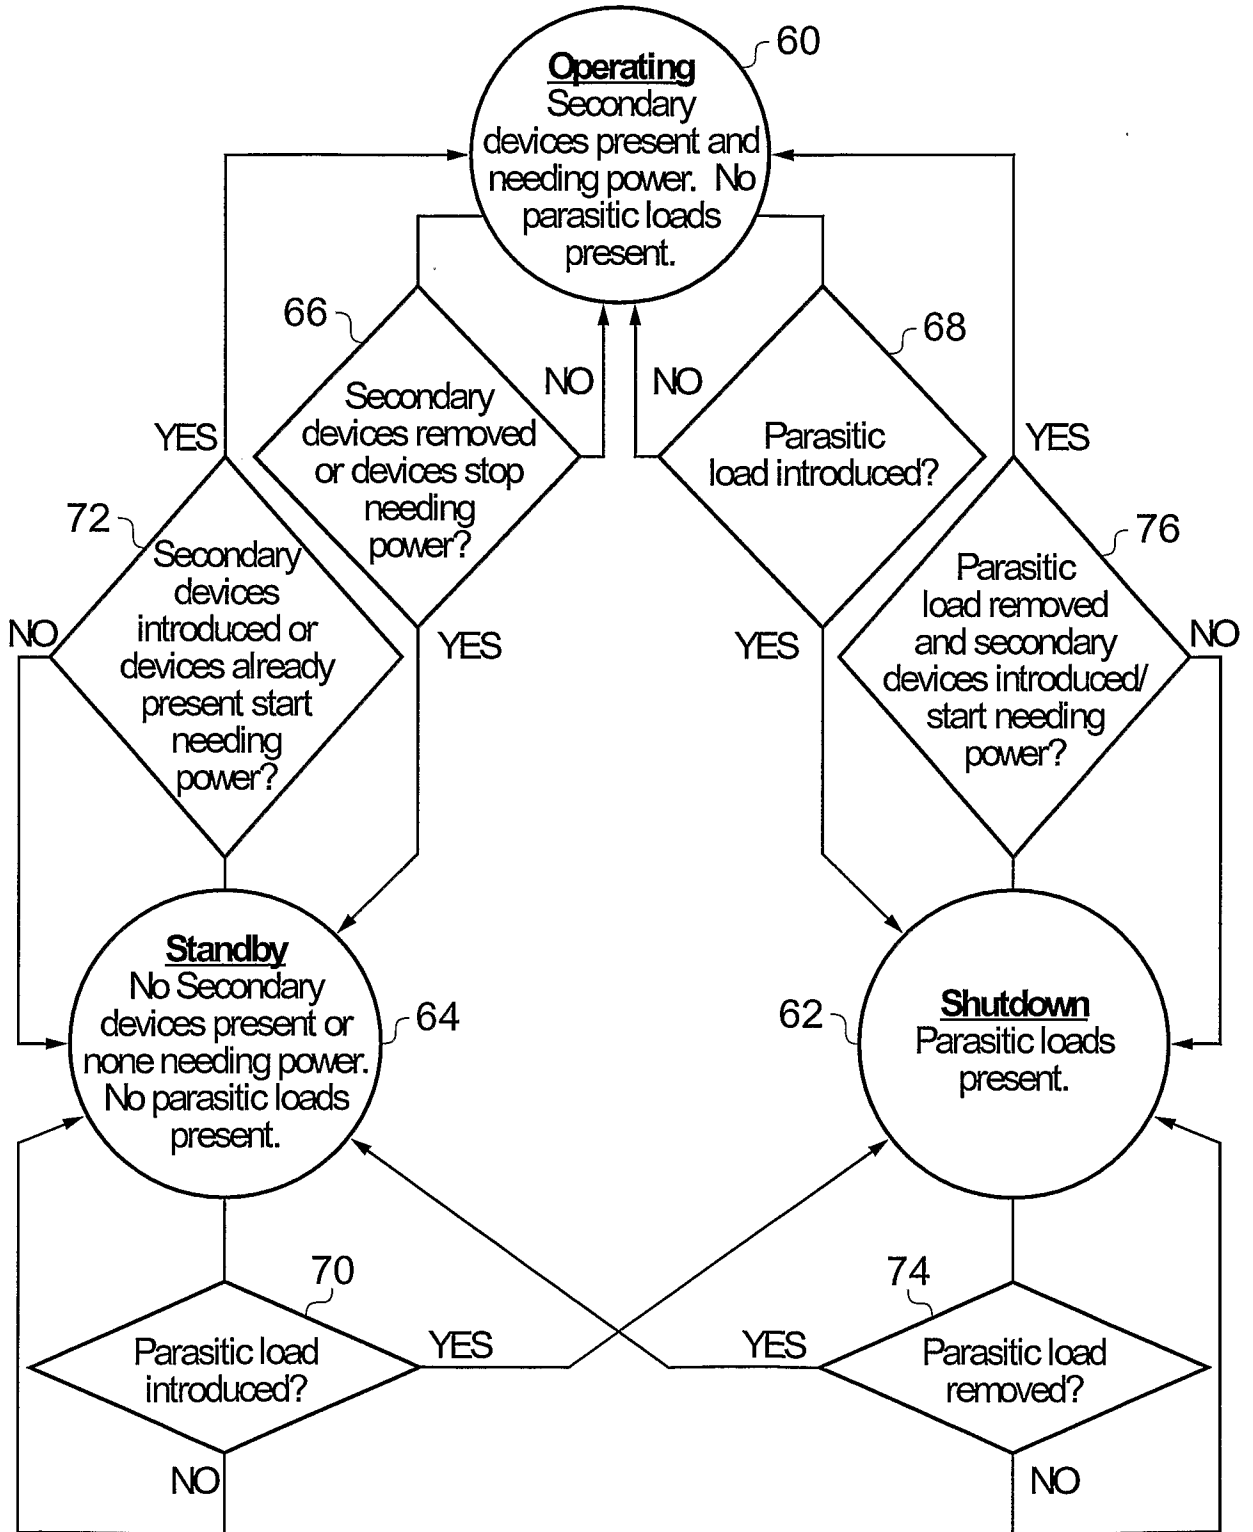 60
Operating
Secondary
devices present and
needing power. No
parasitic loads
present.
66
68
NO
NO
Secondary
devices removed
or devices stop
needing
power?
Parasitic
load introduced?
YES
YES
72
76
Secondary
devices
introduced or
devices already
present start
needing
power?
Parasitic
load removed
and secondary
devices introduced/
start needing
power?
NO
YES
YES
NO
Standby
No Secondary
devices present or
none needing power.
No parasitic loads
present.
64
62
Shutdown
Parasitic loads
present.
70
74
Parasitic load
introduced?
YES
YES
Parasitic load
removed?
NO
NO